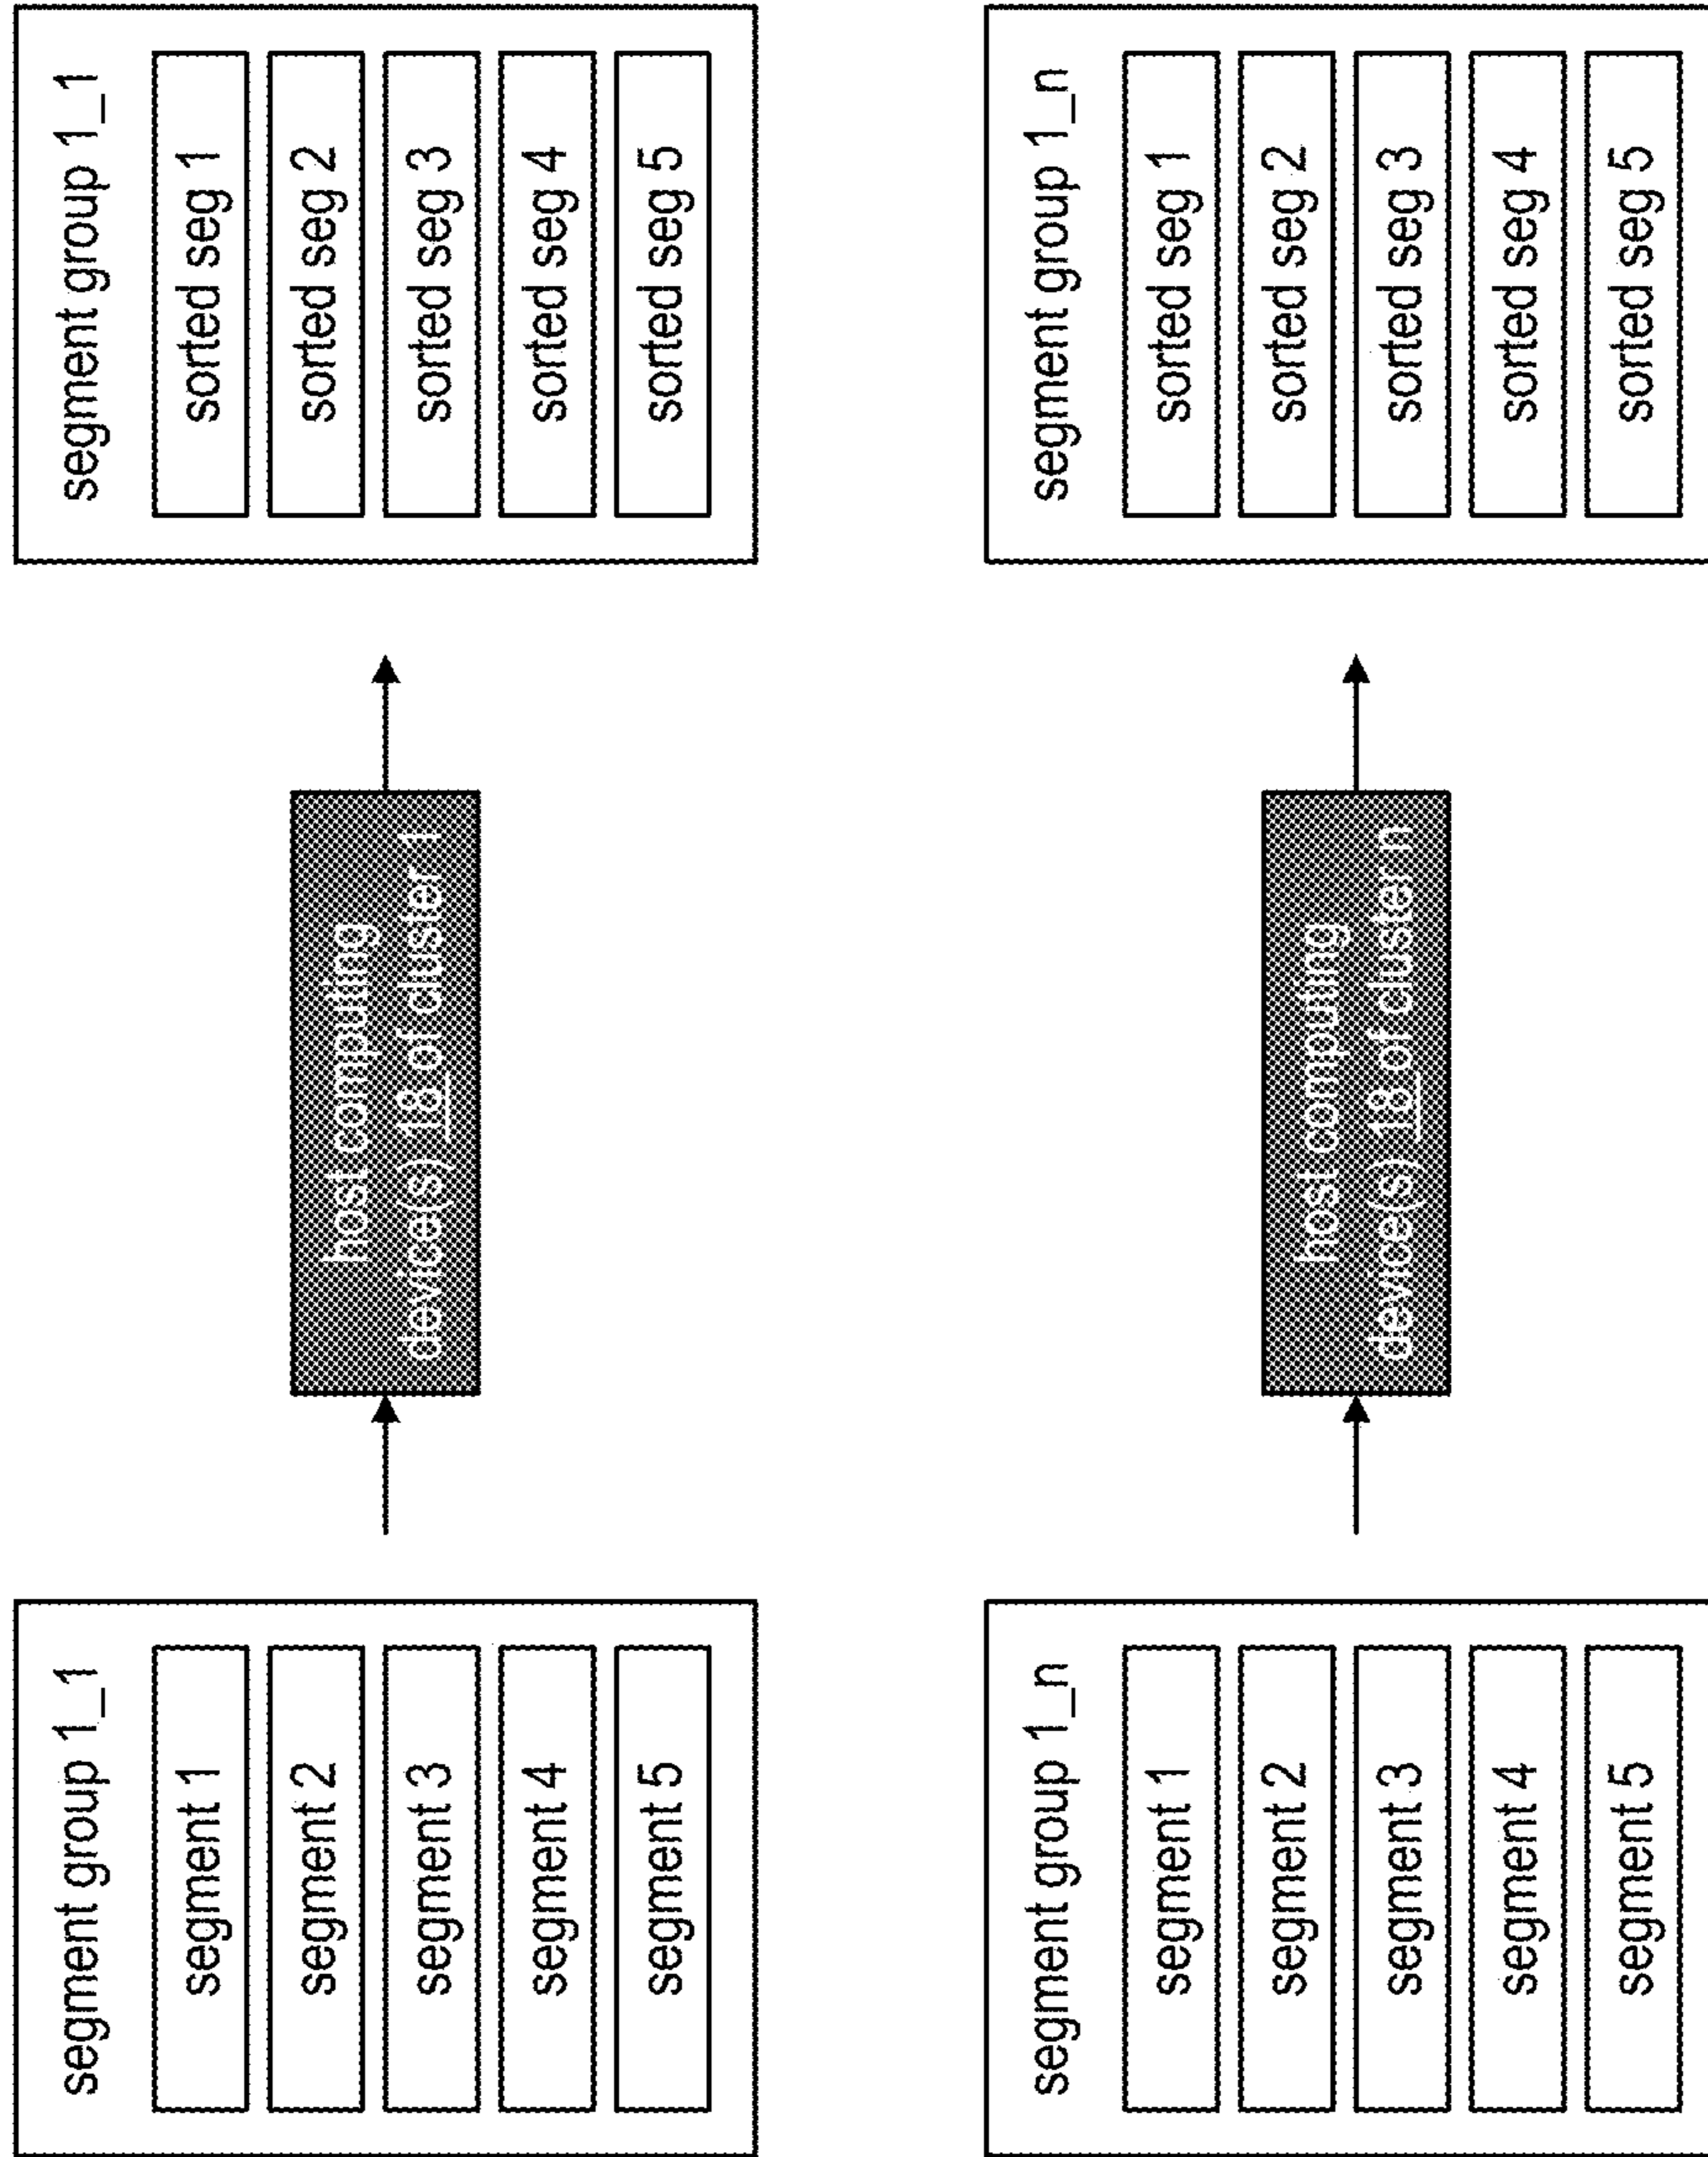 segment group 1_1
segment 1
segment 2
segment 3
segment 4
segment 5
host computing
device(s) 18 of cluster 1
segment group 1_1
sorted seg 1
sorted seg 2
sorted seg 3
sorted seg 4
sorted seg 5
segment group 1_n
segment 1
segment 2
segment 3
segment 4
segment 5
host computing
device(s) 18 of cluster n
segment group 1_n
sorted seg 1
sorted seg 2
sorted seg 3
sorted seg 4
sorted seg 5